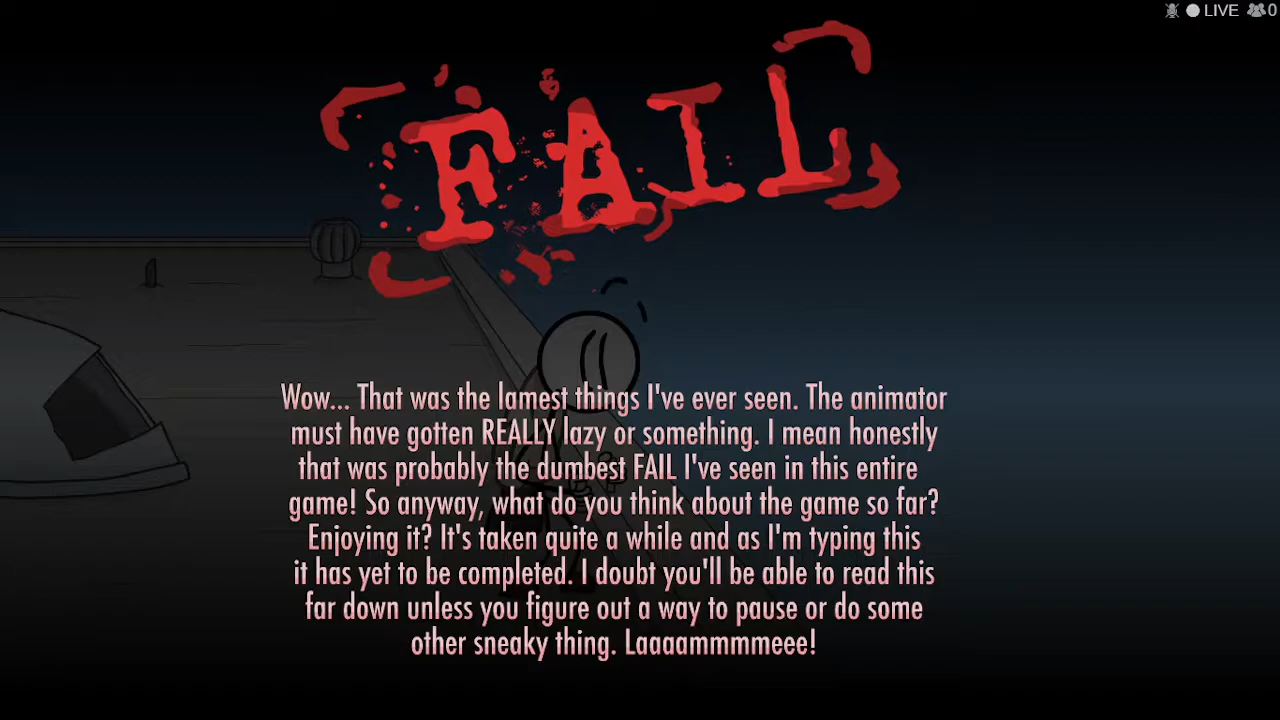 LIVE 0
FAIL
Wow... That was the lamest things I've ever seen. The animator
must have gotten REALLY lazy or something. I mean honestly
that was probably the dumbest FAIL I've seen in this entire
game! So anyway, what do you think about the game so far?
Enjoying it? It's taken quite a while and as I'm typing this
it has yet to be completed. I doubt you'll be able to read this
far down unless you figure out a way to pause or do some
other sneaky thing. Laaaammmmeee!